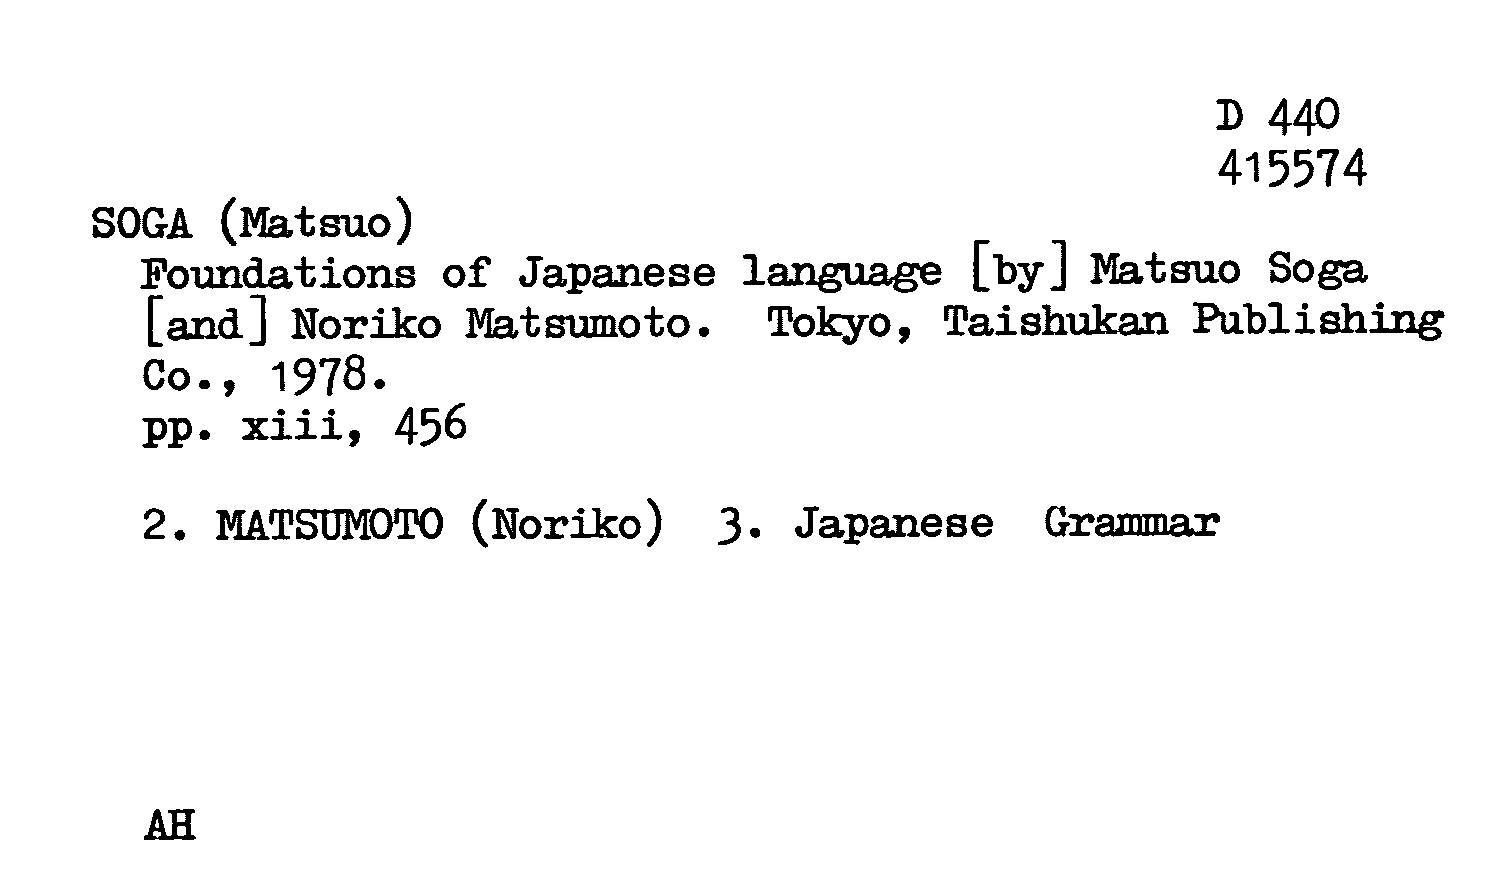 D 440
415574
SOGA (Matsuo)
Foundations of Japanese language [by] Matsuo Soga
[and] Noriko Matsumoto. Tokyo, Taishukan Publishing
Co., 1978.
pp. xiii, 456
2. MATSUMOTO (Noriko) 3. Japanese Grammar
AH